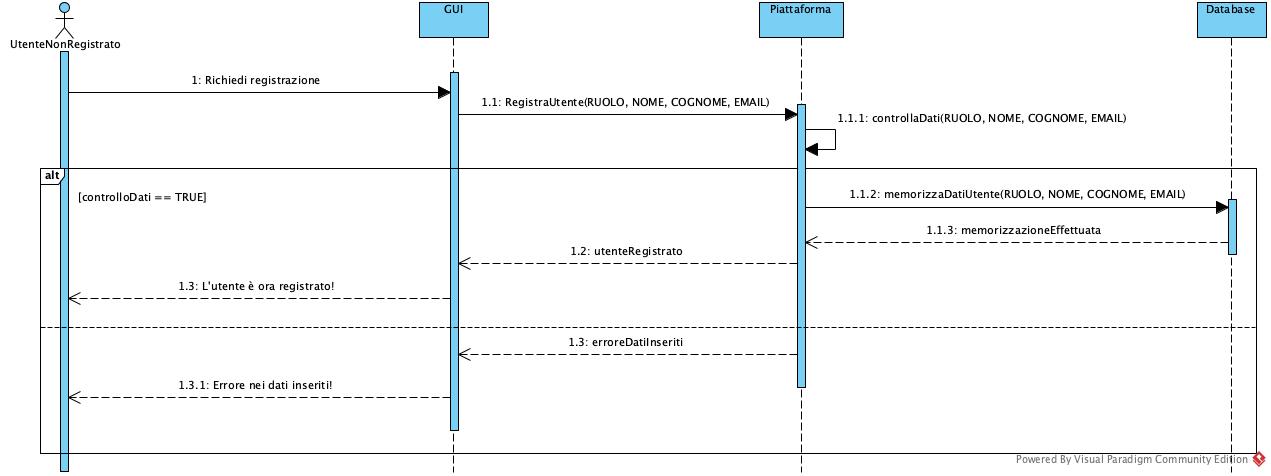 GUI
Piattaforma
Database
UtenteNonRegistrato
1: Richiedi registrazione
1.1: RegistraUtente(RUOLO, NOME, COGNOME, EMAIL)
1.1.1: controllaDati(RUOLO, NOME, COGNOME, EMAIL)
alt
[controlloDati == TRUE]
1.1.2: memorizzaDatiUtente(RUOLO, NOME, COGNOME, EMAIL)
1.1.3: memorizzazioneEffettuata
1.2: utenteRegistrato
1.3: L'utente è ora registrato!
1.3: erroreDatiInseriti
1.3.1: Errore nei dati inseriti!
Powered By Visual Paradigm Community Edition